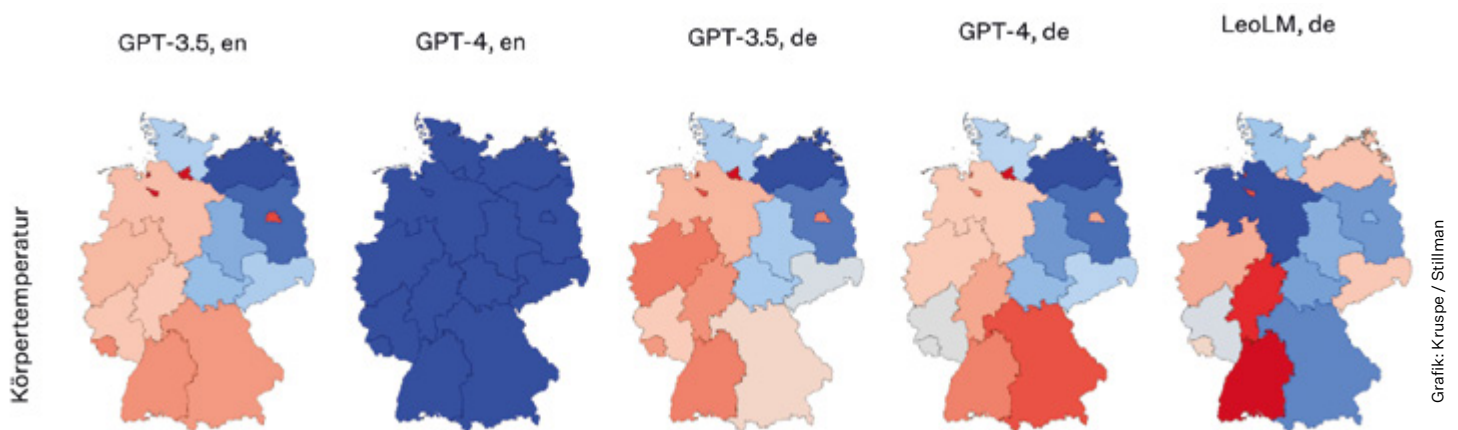 GPT-3.5, en
GPT-4, en
GPT-3.5, de
GPT-4, de
LeoLM, de
Körpertemperatur
Grafik: Kruspe / Stillman